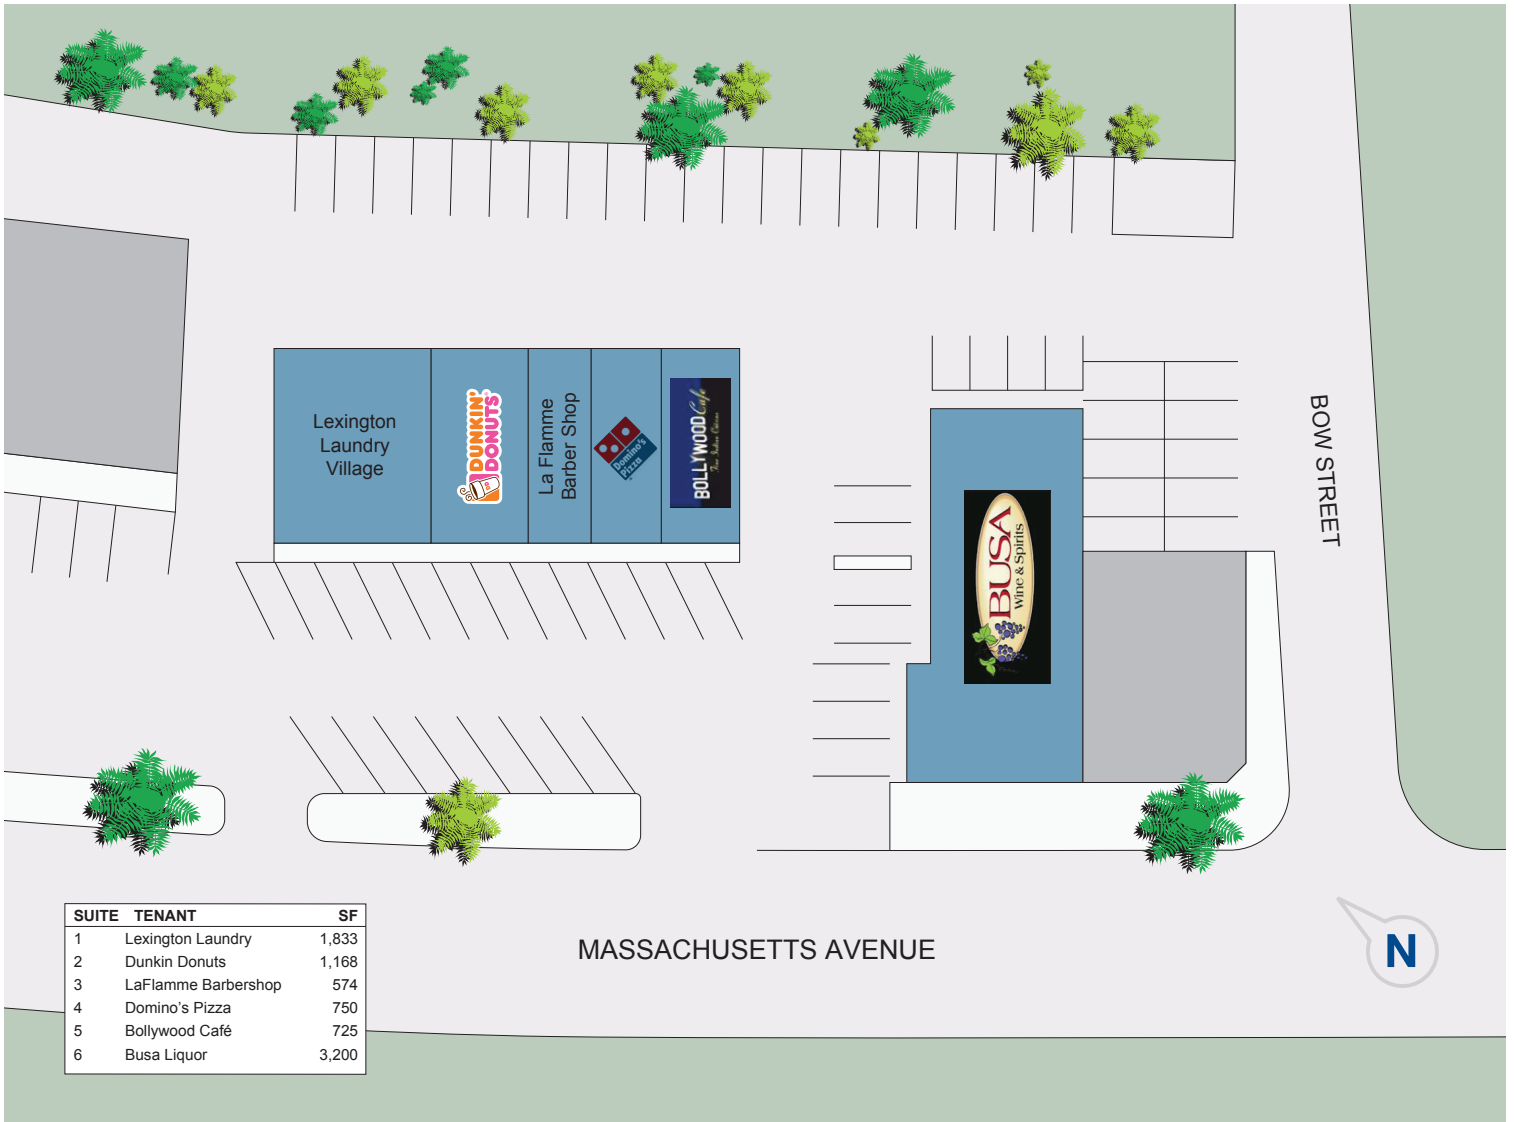 Lexington
Laundry
Village
DUNKIN'
DONUTS
La Flamme
Barber Shop
Domino's
Pizza
BOLLYWOOD Cafe
BUSA
Wine & Spirits
BOW STREET
MASSACHUSETTS AVENUE
N
SUITE TENANT SF
1 Lexington Laundry 1,833
2 Dunkin Donuts 1,168
3 LaFlamme Barbershop 574
4 Domino's Pizza 750
5 Bollywood Café 725
6 Busa Liquor 3,200